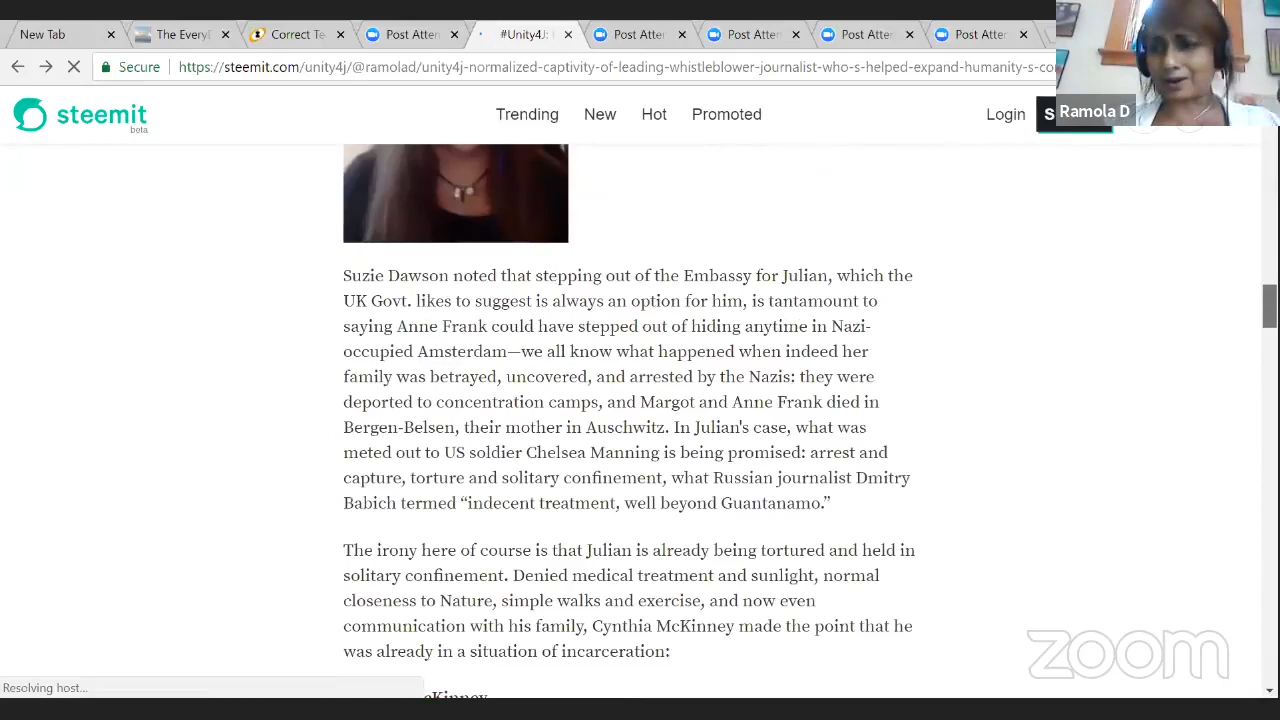 New Tab
The EveryD
Correct Te
Post Atten
#Unity4J:
Post Atter
Post Atter
Post Atter
Post Atter
Secure
https://steemit.com/unity4j/@ramolad/unity4j-normalized-captivity-of-leading-whistleblower-journalist-who-s-helped-expand-humanity-s-co
Ramola D
steemit
beta
Trending
New
Hot
Promoted
Login
S
Suzie Dawson noted that stepping out of the Embassy for Julian, which the
UK Govt. likes to suggest is always an option for him, is tantamount to
saying Anne Frank could have stepped out of hiding anytime in Nazi-
occupied Amsterdam—we all know what happened when indeed her
family was betrayed, uncovered, and arrested by the Nazis: they were
deported to concentration camps, and Margot and Anne Frank died in
Bergen-Belsen, their mother in Auschwitz. In Julian's case, what was
meted out to US soldier Chelsea Manning is being promised: arrest and
capture, torture and solitary confinement, what Russian journalist Dmitry
Babich termed “indecent treatment, well beyond Guantanamo.”
The irony here of course is that Julian is already being tortured and held in
solitary confinement. Denied medical treatment and sunlight, normal
closeness to Nature, simple walks and exercise, and now even
communication with his family, Cynthia McKinney made the point that he
was already in a situation of incarceration:
cKinney
zoom
Resolving host...